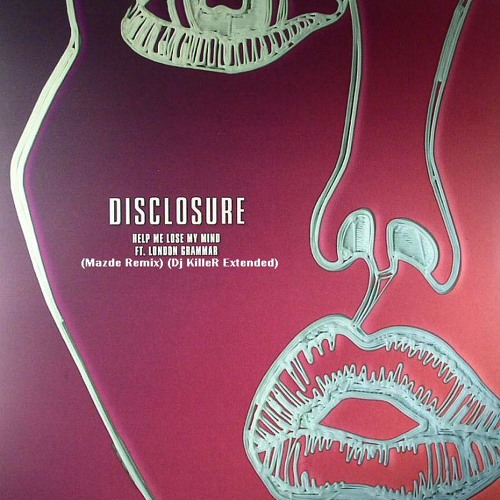 DISCLOSURE
HELP ME LOSE MY MIND
FT. LONDON GRAMMAR
(Mazde Remix) (Dj KilleR Extended)